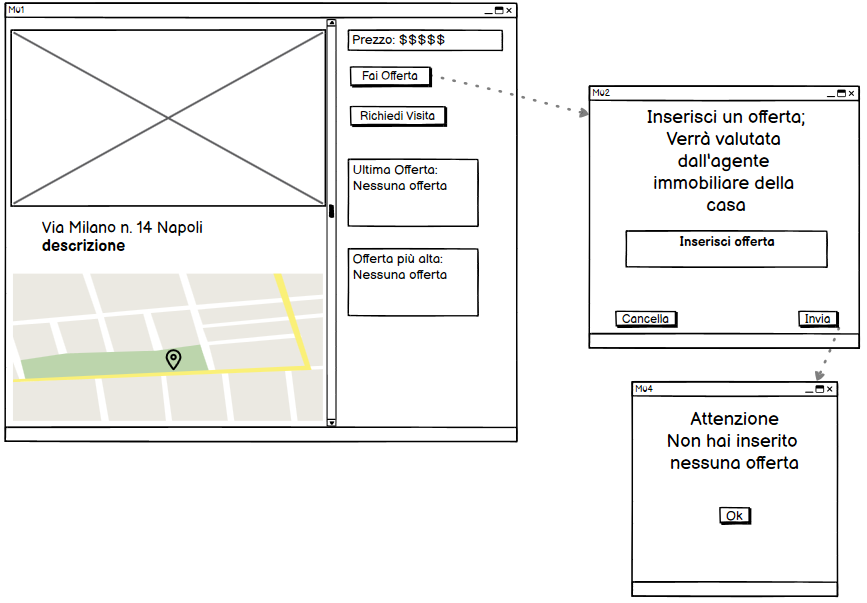 Mu1
Prezzo: $$$$$
Fai Offerta
Richiedi Visita
Ultima Offerta:
Nessuna offerta
Offerta più alta:
Nessuna offerta
Via Milano n. 14 Napoli
descrizione
Mu2
Inserisci un offerta;
Verrà valutata
dall'agente
immobiliare della
casa
Inserisci offerta
Cancella
Invia
Mu4
Attenzione
Non hai inserito
nessuna offerta
Ok